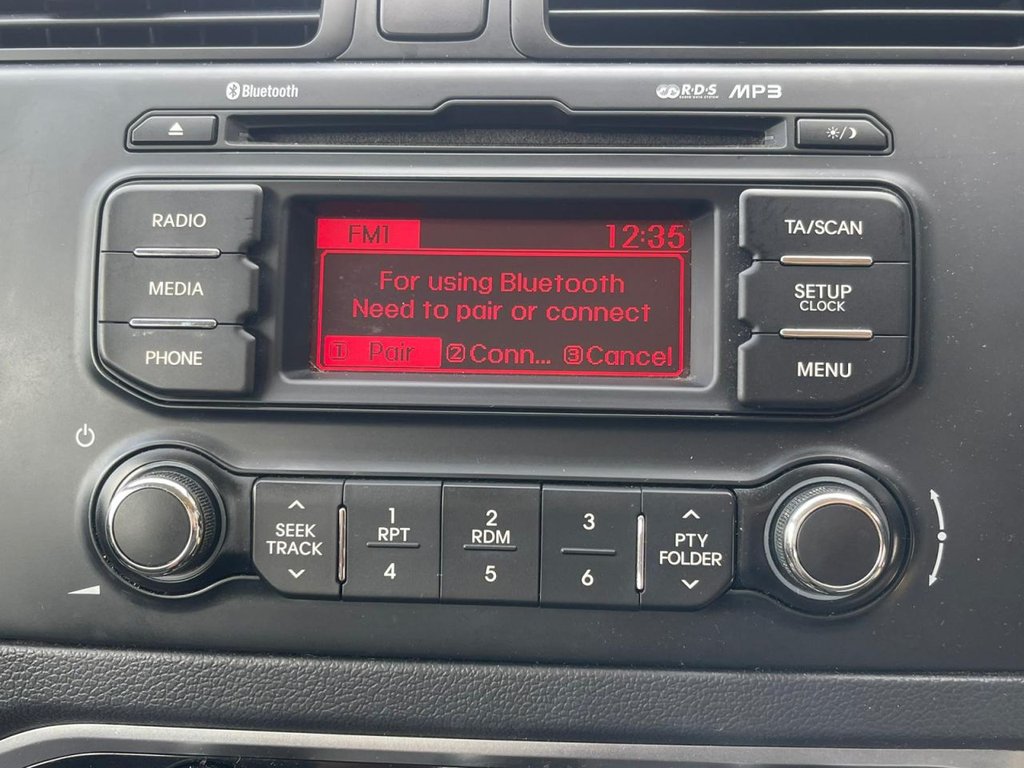 Bluetooth
R·D·S MP3
RADIO
MEDIA
PHONE
FM1 12:35
For using Bluetooth
Need to pair or connect
1 Pair 2 Conn... 3 Cancel
TA/SCAN
SETUP
CLOCK
MENU
SEEK
TRACK
1
RPT
4
2
RDM
5
3
6
PTY
FOLDER